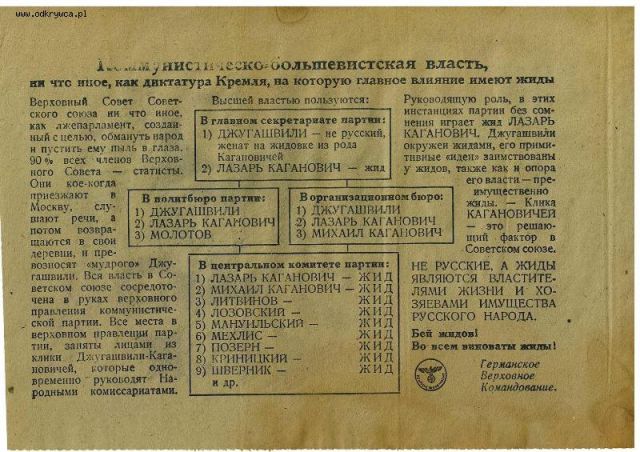 www.odkrywca.pl
Коммунистическо-большевистская власть,
ни что иное, как диктатура Кремля, на которую главное влияние имеют жиды
Верховный Совет Совет-
ского союза ни что иное,
как лжепарламент, создан-
ный с целью, обмануть народ
и пустить ему пыль в глаза.
90% всех членов Верхов-
ного Совета — статисты.
Они кое-когда
приезжают в
Москву, слу-
шают речи, а
потом возвра-
щаются в свои
деревни, и пре-
возносят «мудрого» Джу-
гашвили. Вся власть в Со-
ветском союзе сосредото-
чена в руках верховного
правления коммунистиче-
ской партии. Все места в
верховном правлении пар-
тии, заняты лицами из
клики Джугашвили-Кага-
новичей, которые одно-
временно руководят На-
родными комиссариатами.
Высшей властью пользуются:
В главном секретариате партии:
1) ДЖУГАШВИЛИ — не русский,
женат на жидовке из рода
Кагановичей
2) ЛАЗАРЬ КАГАНОВИЧ — жид
В политбюро партии:
1) ДЖУГАШВИЛИ
2) ЛАЗАРЬ КАГАНОВИЧ
3) МОЛОТОВ
В организационном бюро:
1) ДЖУГАШВИЛИ
2) ЛАЗАРЬ КАГАНОВИЧ
3) МИХАИЛ КАГАНОВИЧ
В центральном комитете партии:
1) ЛАЗАРЬ КАГАНОВИЧ — ЖИД
2) МИХАИЛ КАГАНОВИЧ — ЖИД
3) ЛИТВИНОВ — ЖИД
4) ЛОЗОВСКИЙ — ЖИД
5) МАНУИЛЬСКИЙ — ЖИД
6) МЕХЛИС — ЖИД
7) ПОЗЕРН — ЖИД
8) КРИНИЦКИЙ — ЖИД
9) ШВЕРНИК — ЖИД
и др.
Руководящую роль, в этих
инстанциях партии без сом-
нения играет жид ЛАЗАРЬ
КАГАНОВИЧ. Джугашвили
окружен жидами, его прими-
тивные «идеи» заимствованы
у жидов, также как и опора
его власти — пре-
имущественно
жиды. — Клика
КАГАНОВИЧЕЙ
— это решаю-
щий фактор в
Советском союзе.
НЕ РУССКИЕ, А ЖИДЫ
ЯВЛЯЮТСЯ ВЛАСТИТЕ-
ЛЯМИ ЖИЗНИ И ХО-
ЗЯЕВАМИ ИМУЩЕСТВА
РУССКОГО НАРОДА.
Бей жидов!
Во всем виноваты жиды!
Германское
Верховное
Командование.